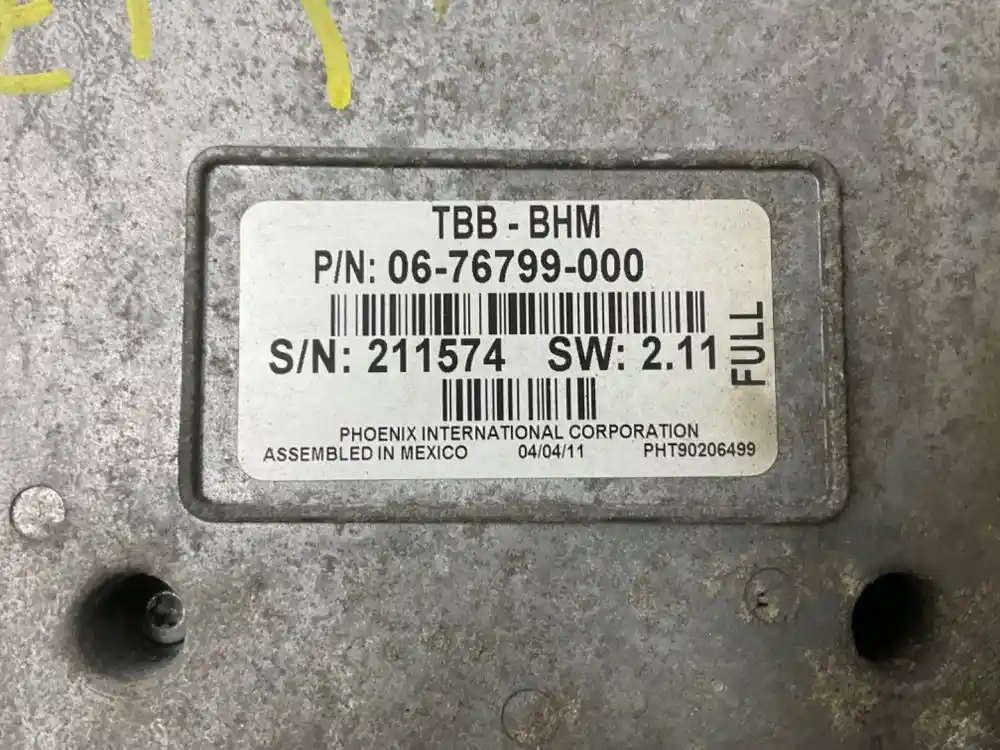 TBB - BHM
P/N: 06-76799-000
S/N: 211574 SW: 2.11
FULL
PHOENIX INTERNATIONAL CORPORATION
ASSEMBLED IN MEXICO 04/04/11 PHT90206499